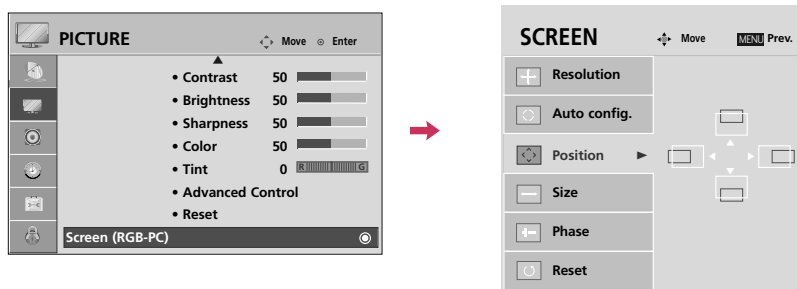 PICTURE
Move Enter
• Contrast 50
• Brightness 50
• Sharpness 50
• Color 50
• Tint 0 R G
• Advanced Control
• Reset
Screen (RGB-PC)
SCREEN
Move MENU Prev.
Resolution
Auto config.
Position
Size
Phase
Reset